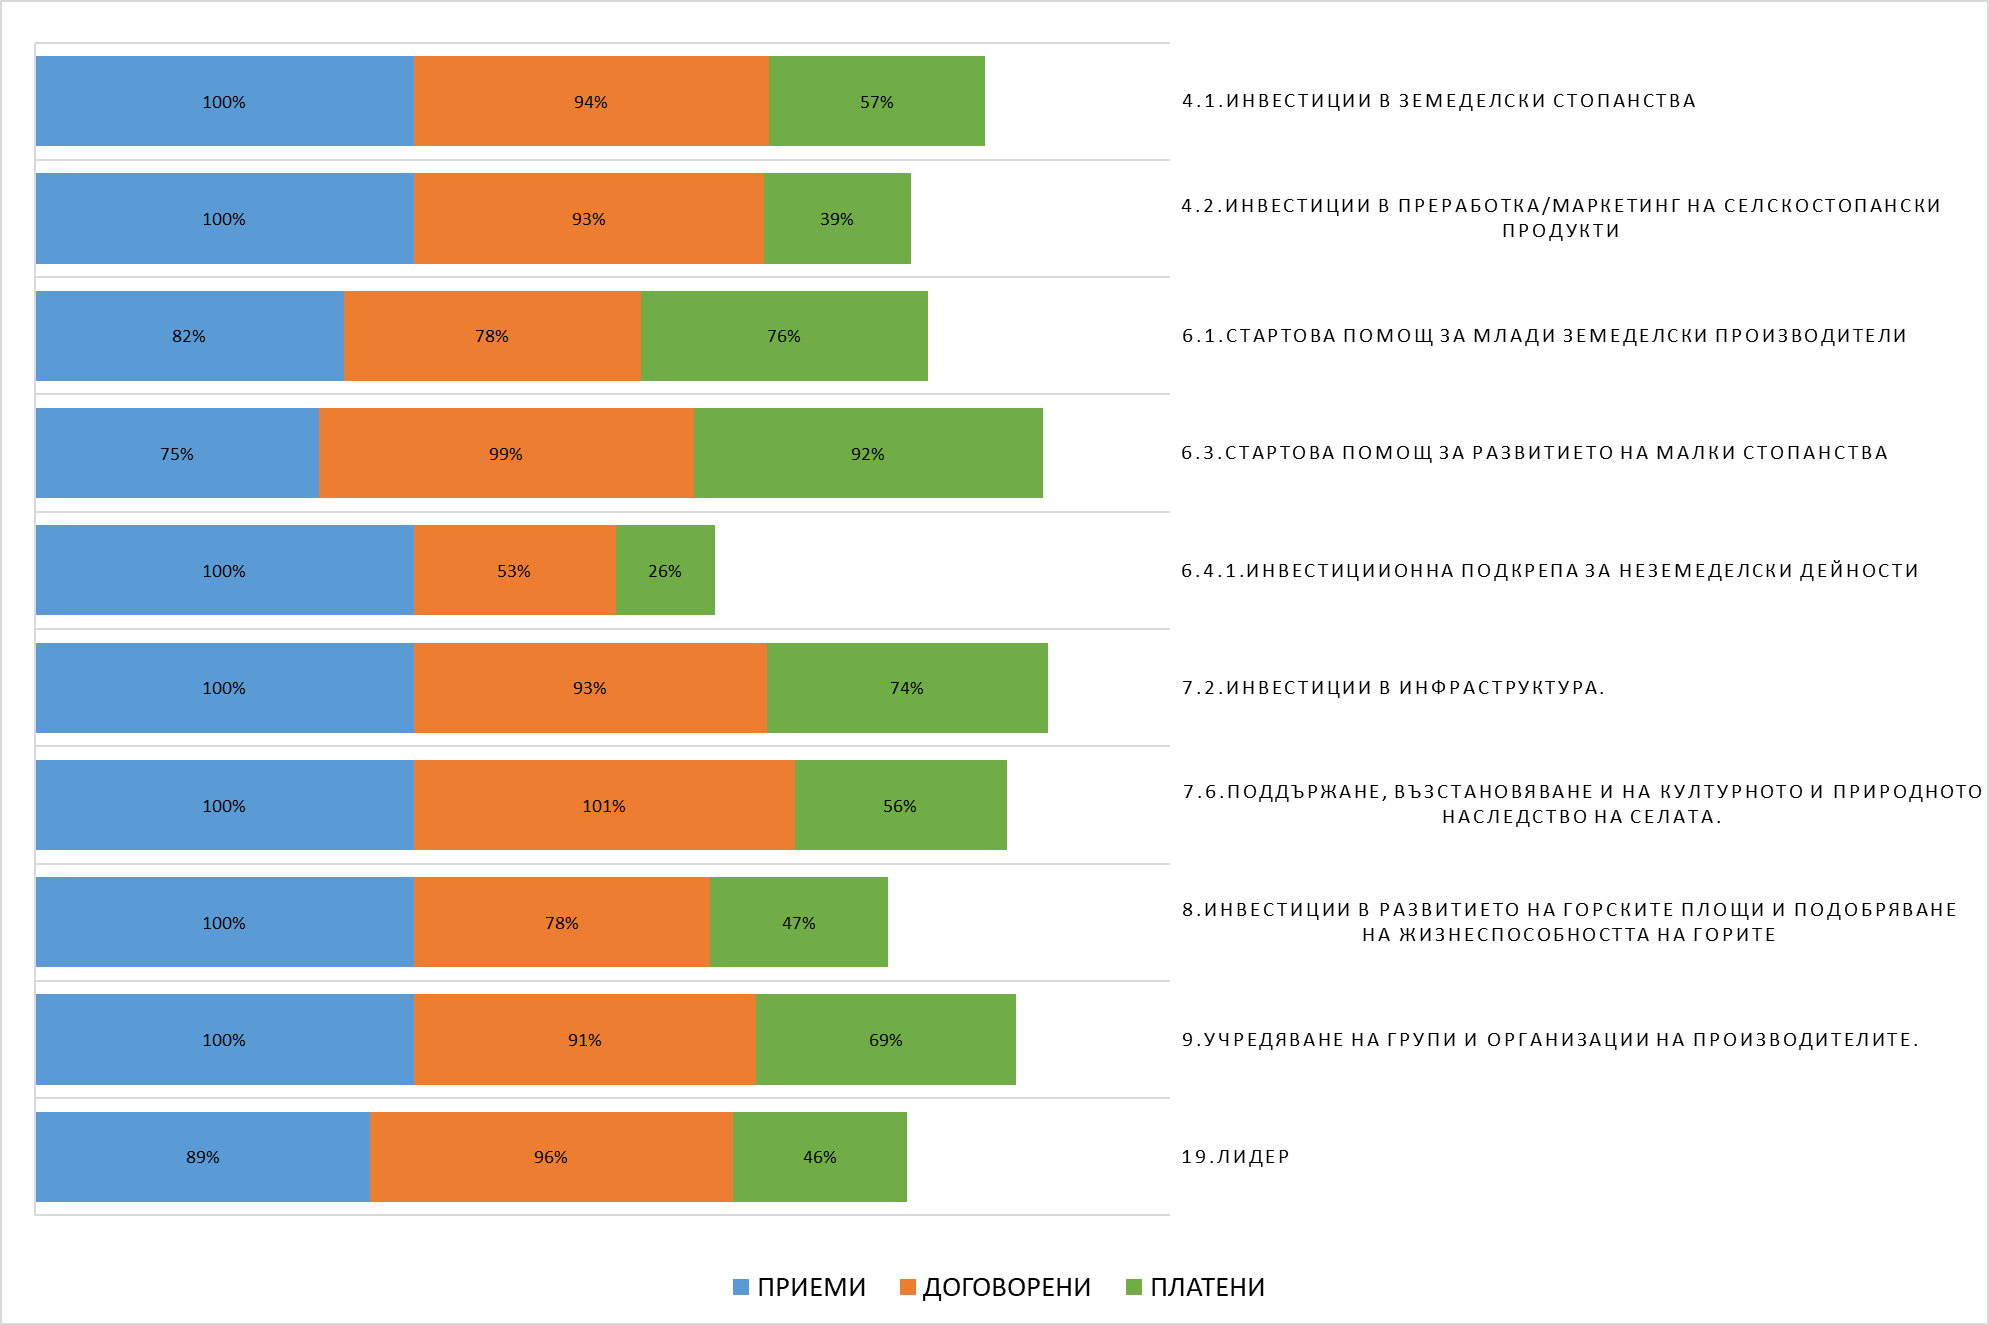 100% 94% 57% 4.1.ИНВЕСТИЦИИ В ЗЕМЕДЕЛСКИ СТОПАНСТВА
100% 93% 39% 4.2.ИНВЕСТИЦИИ В ПРЕРАБОТКА/МАРКЕТИНГ НА СЕЛСКОСТОПАНСКИ
ПРОДУКТИ
82% 78% 76% 6.1.СТАРТОВА ПОМОЩ ЗА МЛАДИ ЗЕМЕДЕЛСКИ ПРОИЗВОДИТЕЛИ
75% 99% 92% 6.3.СТАРТОВА ПОМОЩ ЗА РАЗВИТИЕТО НА МАЛКИ СТОПАНСТВА
100% 53% 26% 6.4.1.ИНВЕСТИЦИИОННА ПОДКРЕПА ЗА НЕЗЕМЕДЕЛСКИ ДЕЙНОСТИ
100% 93% 74% 7.2.ИНВЕСТИЦИИ В ИНФРАСТРУКТУРА.
100% 101% 56% 7.6.ПОДДЪРЖАНЕ, ВЪЗСТАНОВЯВАНЕ И НА КУЛТУРНОТО И ПРИРОДНОТО
НАСЛЕДСТВО НА СЕЛАТА.
100% 78% 47% 8.ИНВЕСТИЦИИ В РАЗВИТИЕТО НА ГОРСКИТЕ ПЛОЩИ И ПОДОБРЯВАНЕ
НА ЖИЗНЕСПОСОБНОСТТА НА ГОРИТЕ
100% 91% 69% 9.УЧРЕДЯВАНЕ НА ГРУПИ И ОРГАНИЗАЦИИ НА ПРОИЗВОДИТЕЛИТЕ.
89% 96% 46% 19.ЛИДЕР
ПРИЕМИ ДОГОВОРЕНИ ПЛАТЕНИ